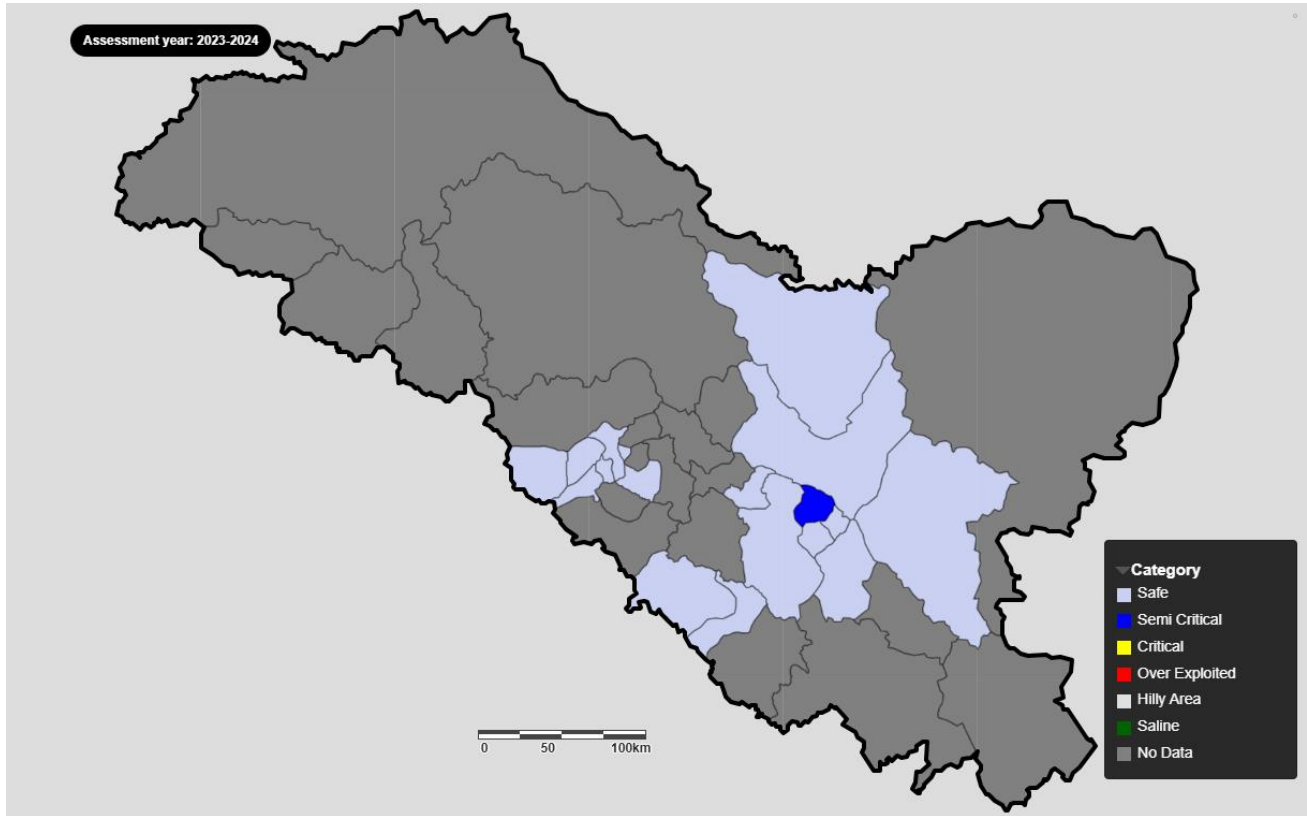 Assessment year: 2023-2024
Category
Safe
Semi Critical
Critical
Over Exploited
Hilly Area
Saline
No Data
0 50 100km